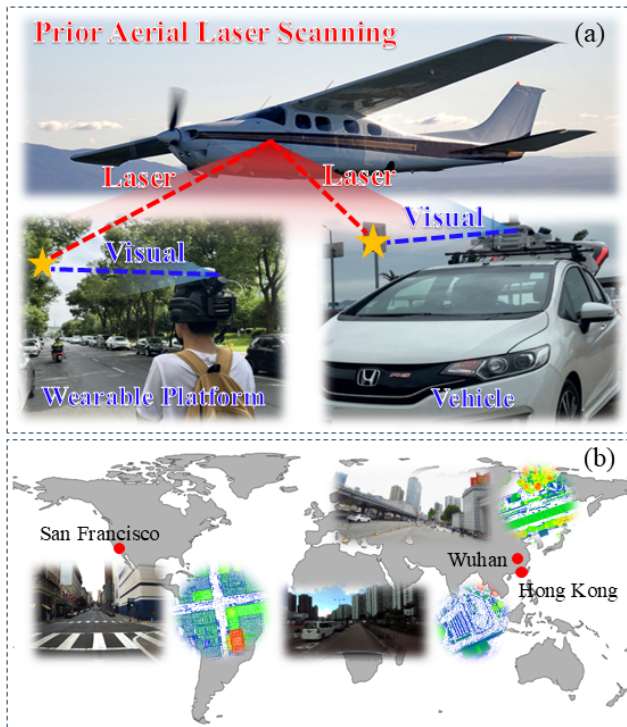 Prior Aerial Laser Scanning
(a)
Laser
Laser
Visual
Visual
Wearable Platform
Vehicle
(b)
San Francisco
Wuhan
Hong Kong